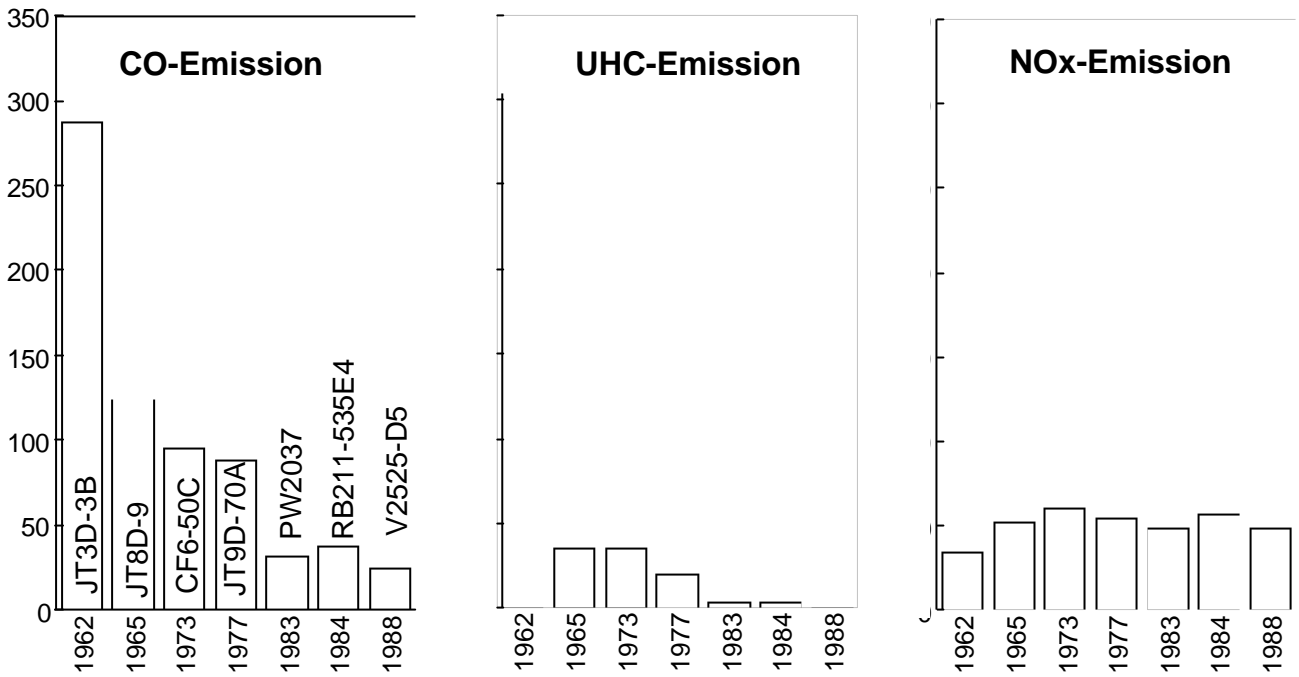 CO-Emission
UHC-Emission
NOx-Emission
350
300
250
200
150
100
50
0
JT3D-3B
JT8D-9
CF6-50C
JT9D-70A
PW2037
RB211-535E4
V2525-D5
1962
1965
1973
1977
1983
1984
1988
1962
1965
1973
1977
1983
1984
1988
1962
1965
1973
1977
1983
1984
1988